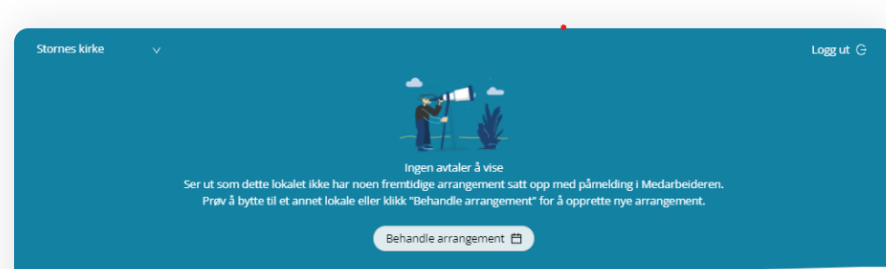 Stornes kirke
Logg ut
Ingen avtaler å vise
Ser ut som dette lokalet ikke har noen fremtidige arrangement satt opp med påmelding i Medarbeideren.
Prøv å bytte til et annet lokale eller klikk "Behandle arrangement" for å opprette nye arrangement.
Behandle arrangement